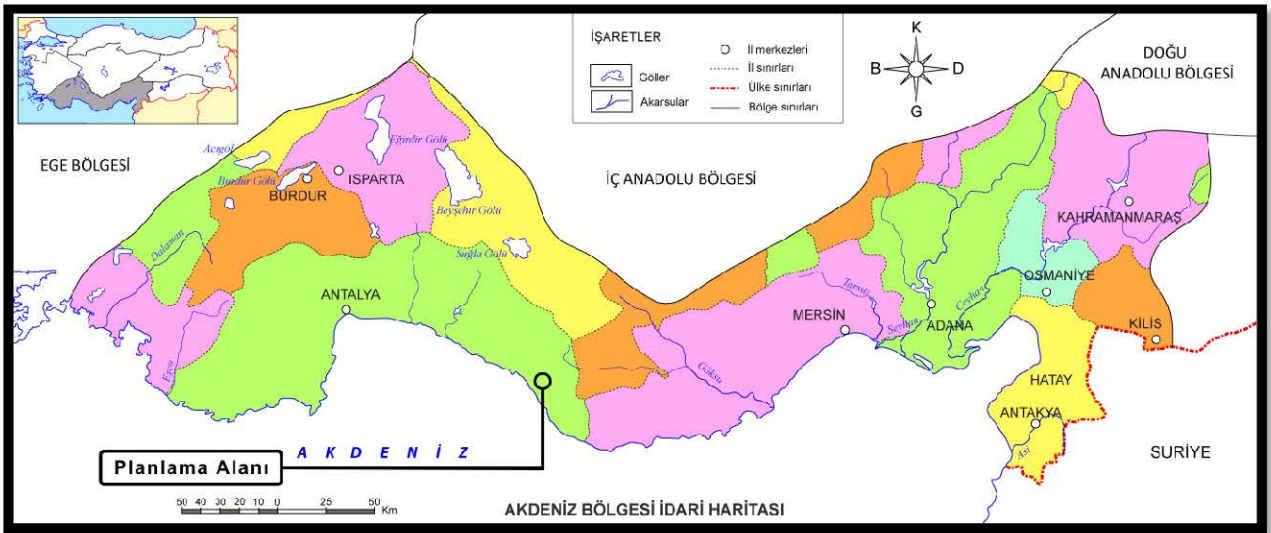 İŞARETLER
Göller
Akarsular
İl merkezleri
İl sınırları
Ülke sınırları
Bölge sınırları
K
B
D
G
DOĞU
ANADOLU BÖLGESİ
EGE BÖLGESİ
İÇ ANADOLU BÖLGESİ
Acıgöl
Burdur Gölü
BURDUR
ISPARTA
Eğirdir Gölü
Beyşehir Gölü
Suğla Gölü
Dalaman
Eşen
ANTALYA
MERSİN
Tarsus
Göksu
Seyhan
ADANA
Ceyhan
KAHRAMANMARAŞ
OSMANİYE
KİLİS
HATAY
ANTAKYA
Asi
SURİYE
AKDENİZ
Planlama Alanı
50 40 30 20 10 0 25 50
Km
AKDENİZ BÖLGESİ İDARİ HARİTASI